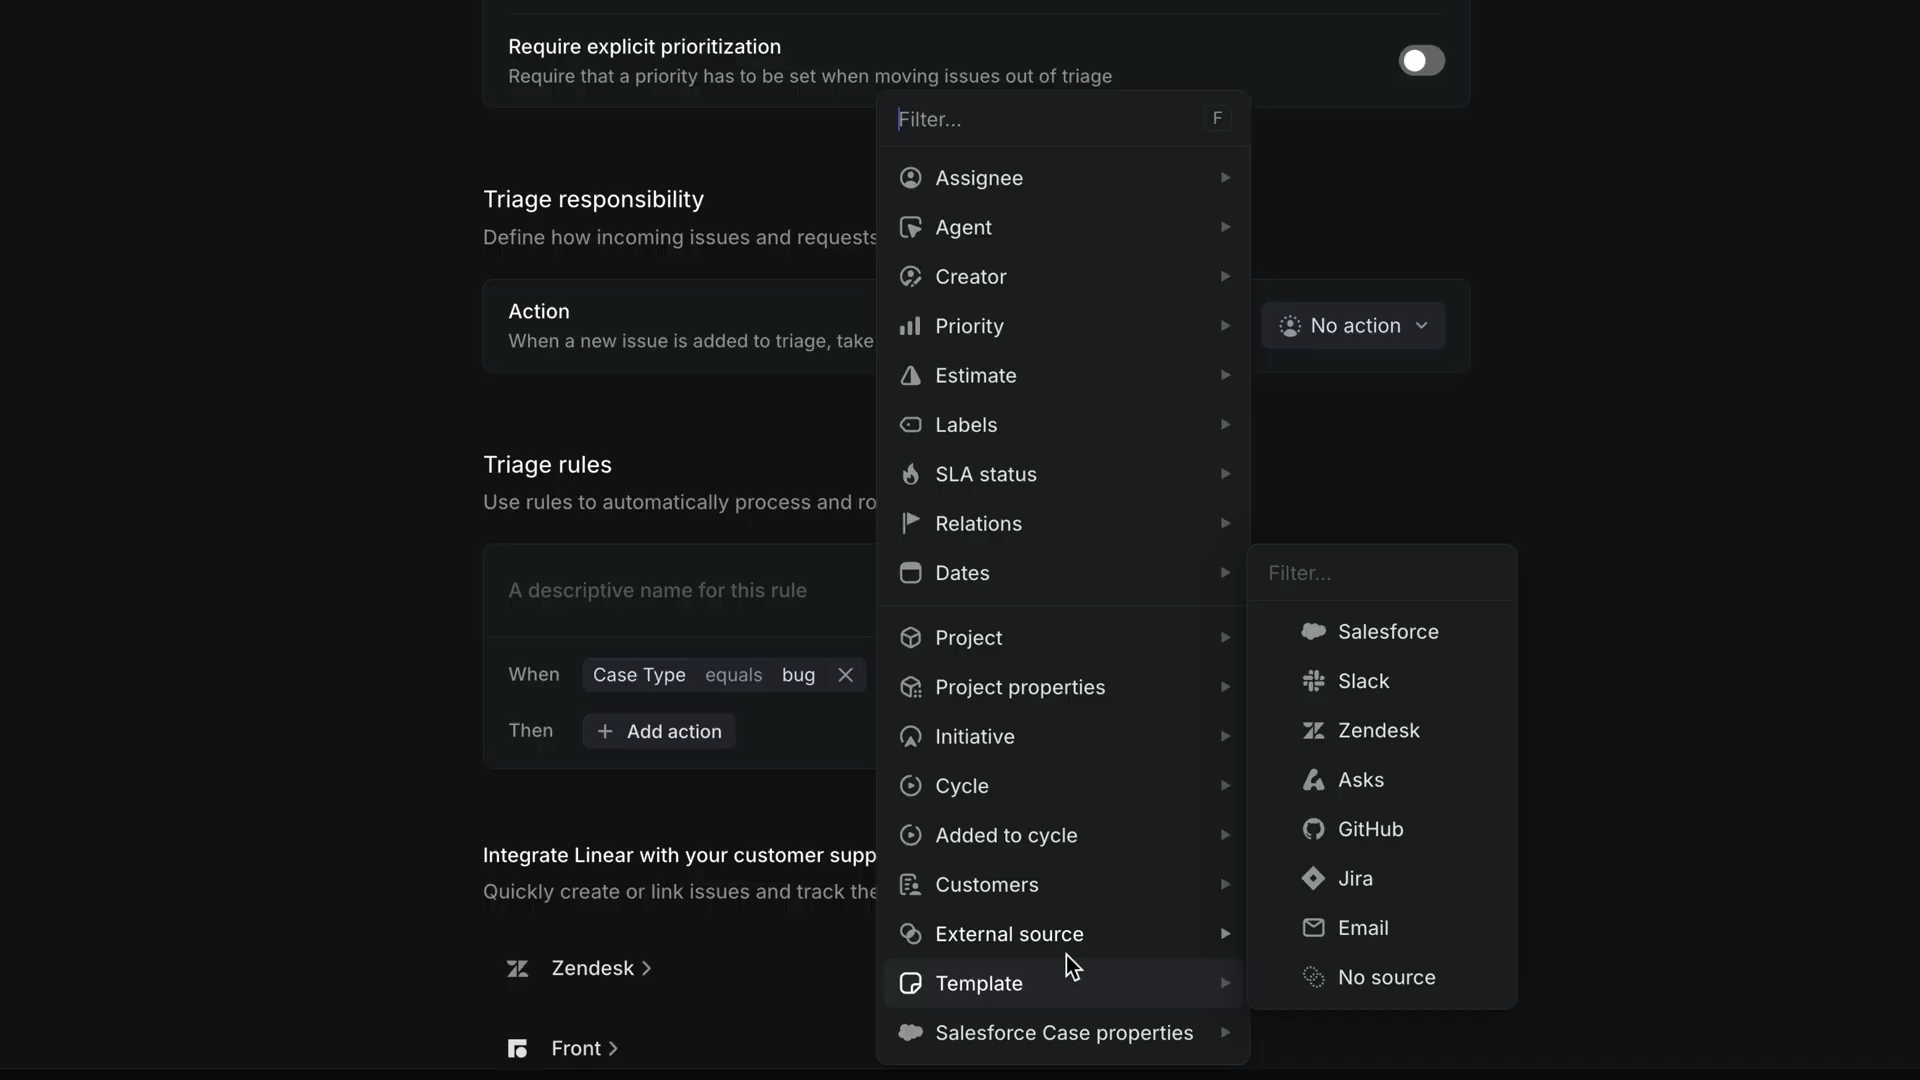 Require explicit prioritization
Require that a priority has to be set when moving issues out of triage
Triage responsibility
Define how incoming issues and requests
Action
When a new issue is added to triage, take
No action
Triage rules
Use rules to automatically process and ro
A descriptive name for this rule
When Case Type equals bug
Then Add action
Integrate Linear with your customer supp
Quickly create or link issues and track the
Zendesk
Front
Filter... F
Assignee
Agent
Creator
Priority
Estimate
Labels
SLA status
Relations
Dates
Project
Project properties
Initiative
Cycle
Added to cycle
Customers
External source
Template
Salesforce Case properties
Filter...
Salesforce
Slack
Zendesk
Asks
GitHub
Jira
Email
No source